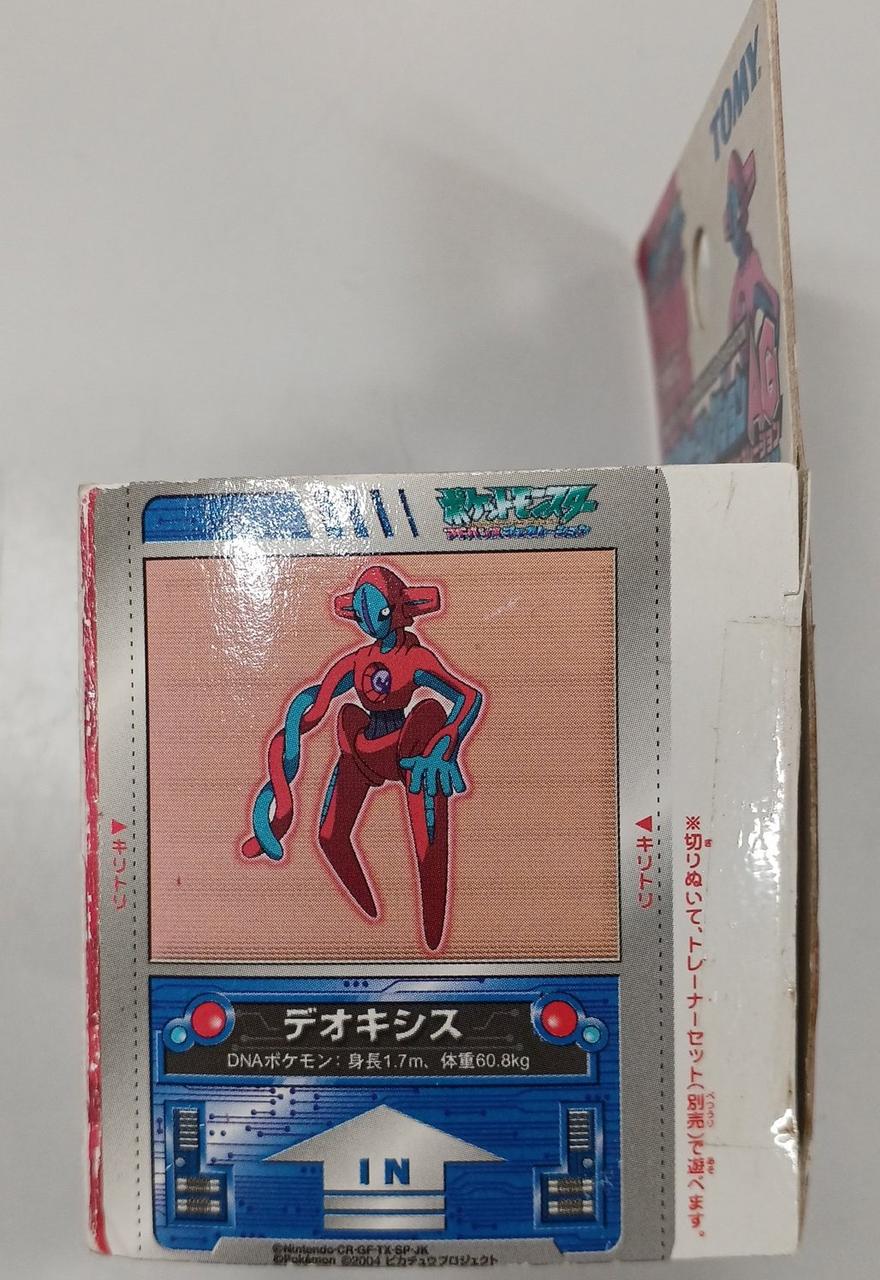 TOMY
ポケットモンスター
アドバンスジェネレーション
キリトリ
キリトリ
※切りぬいて、トレーナーセット(別売)で遊べます。
デオキシス
DNAポケモン：身長1.7m、体重60.8kg
IN
©Nintendo･CR･GF･TX･SP･JK
©Pokémon ©2004 ピカチュウプロジェクト